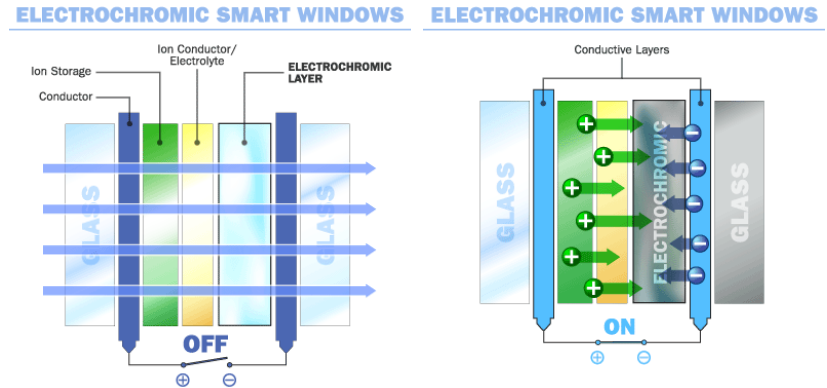 ELECTROCHROMIC SMART WINDOWS
Ion Conductor/
Electrolyte
Ion Storage
ELECTROCHROMIC
LAYER
Conductor
GLASS
GLASS
OFF
+ −
ELECTROCHROMIC SMART WINDOWS
Conductive Layers
GLASS
+ + + + + +
ELECTROCHROMIC
− − − − − −
GLASS
ON
+ −